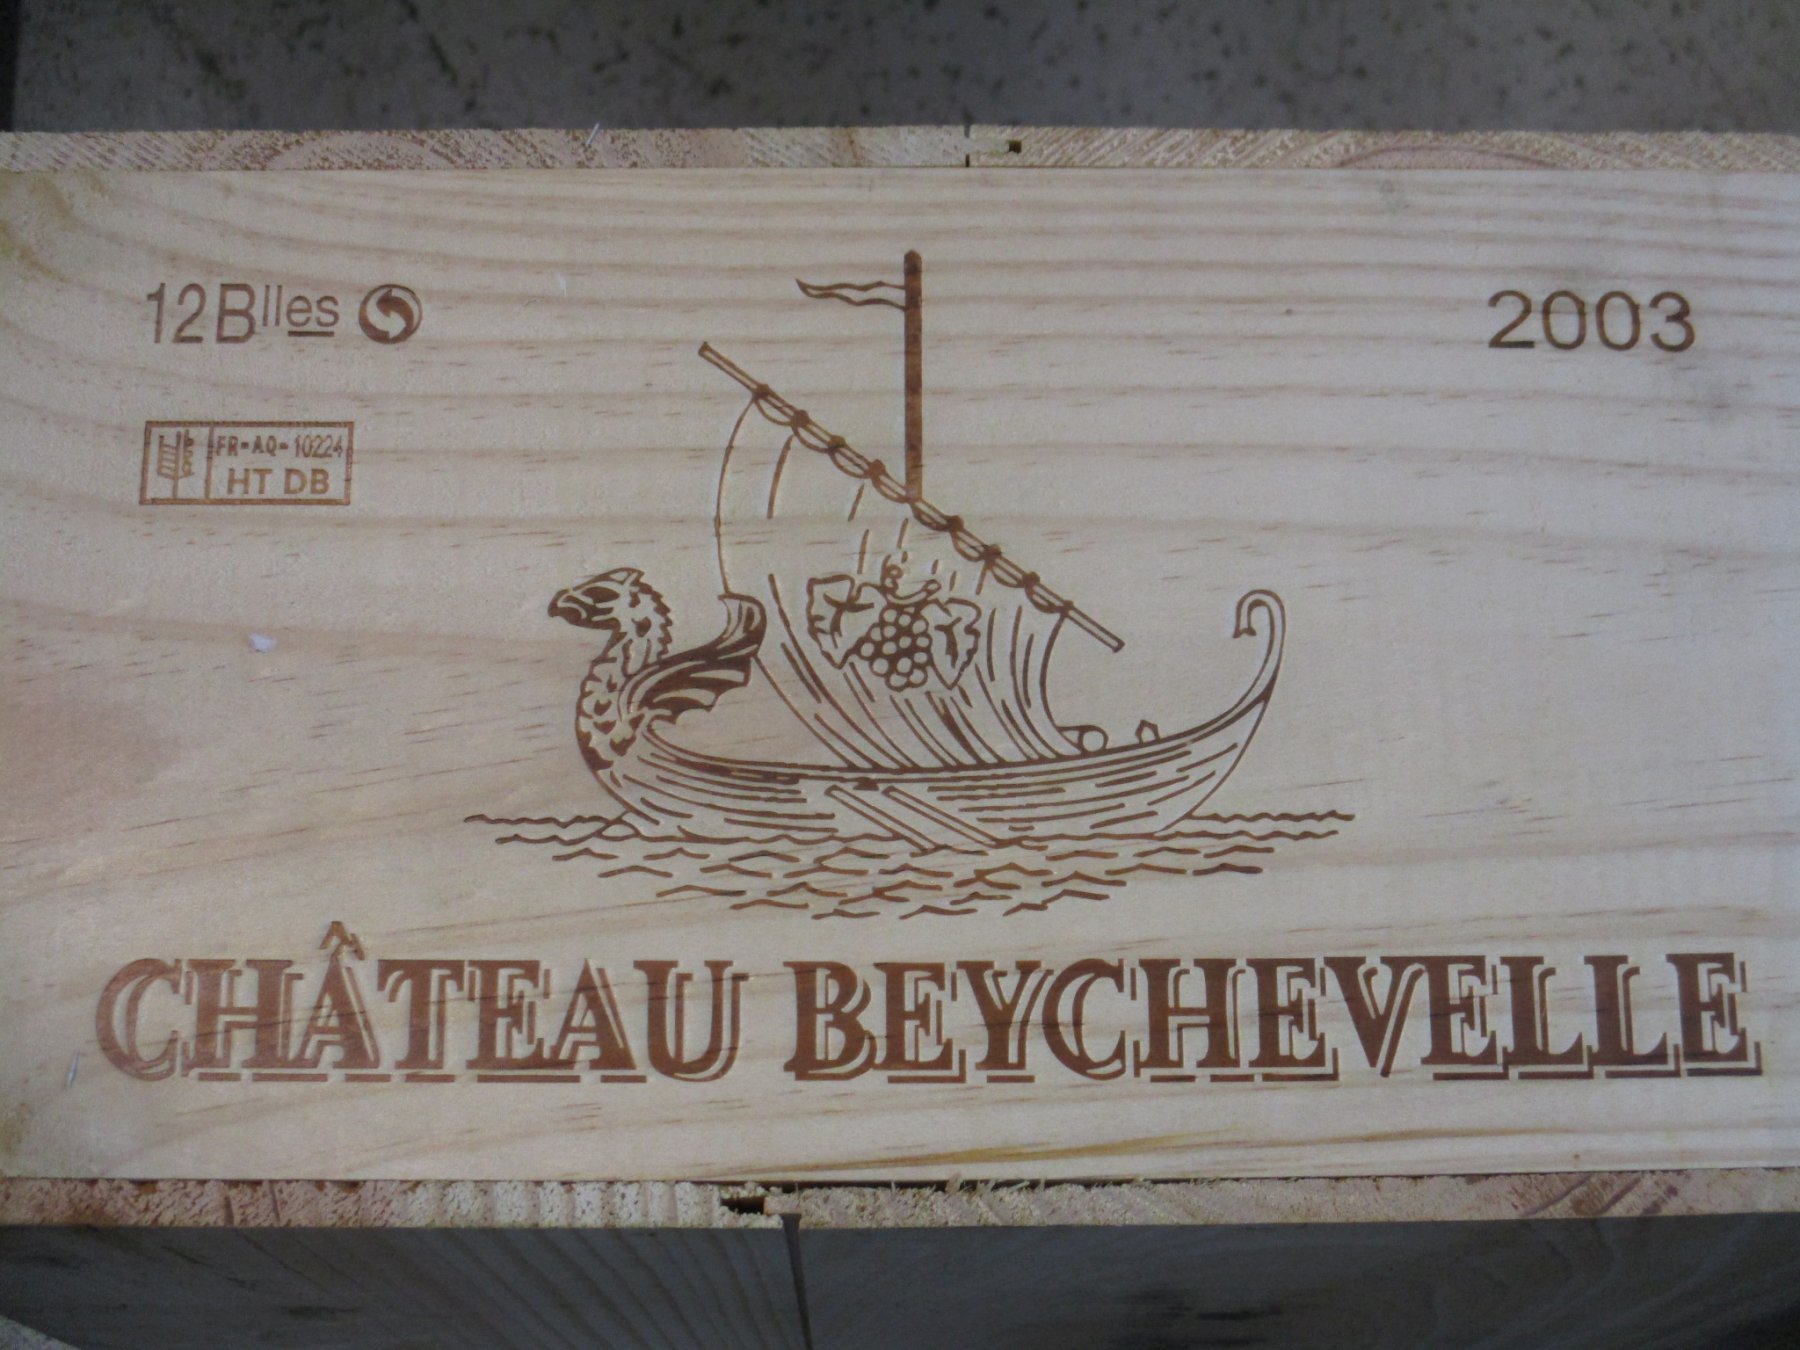 12Blles
2003
FR-AQ-10224
HT DB
CHÂTEAU BEYCHEVELLE